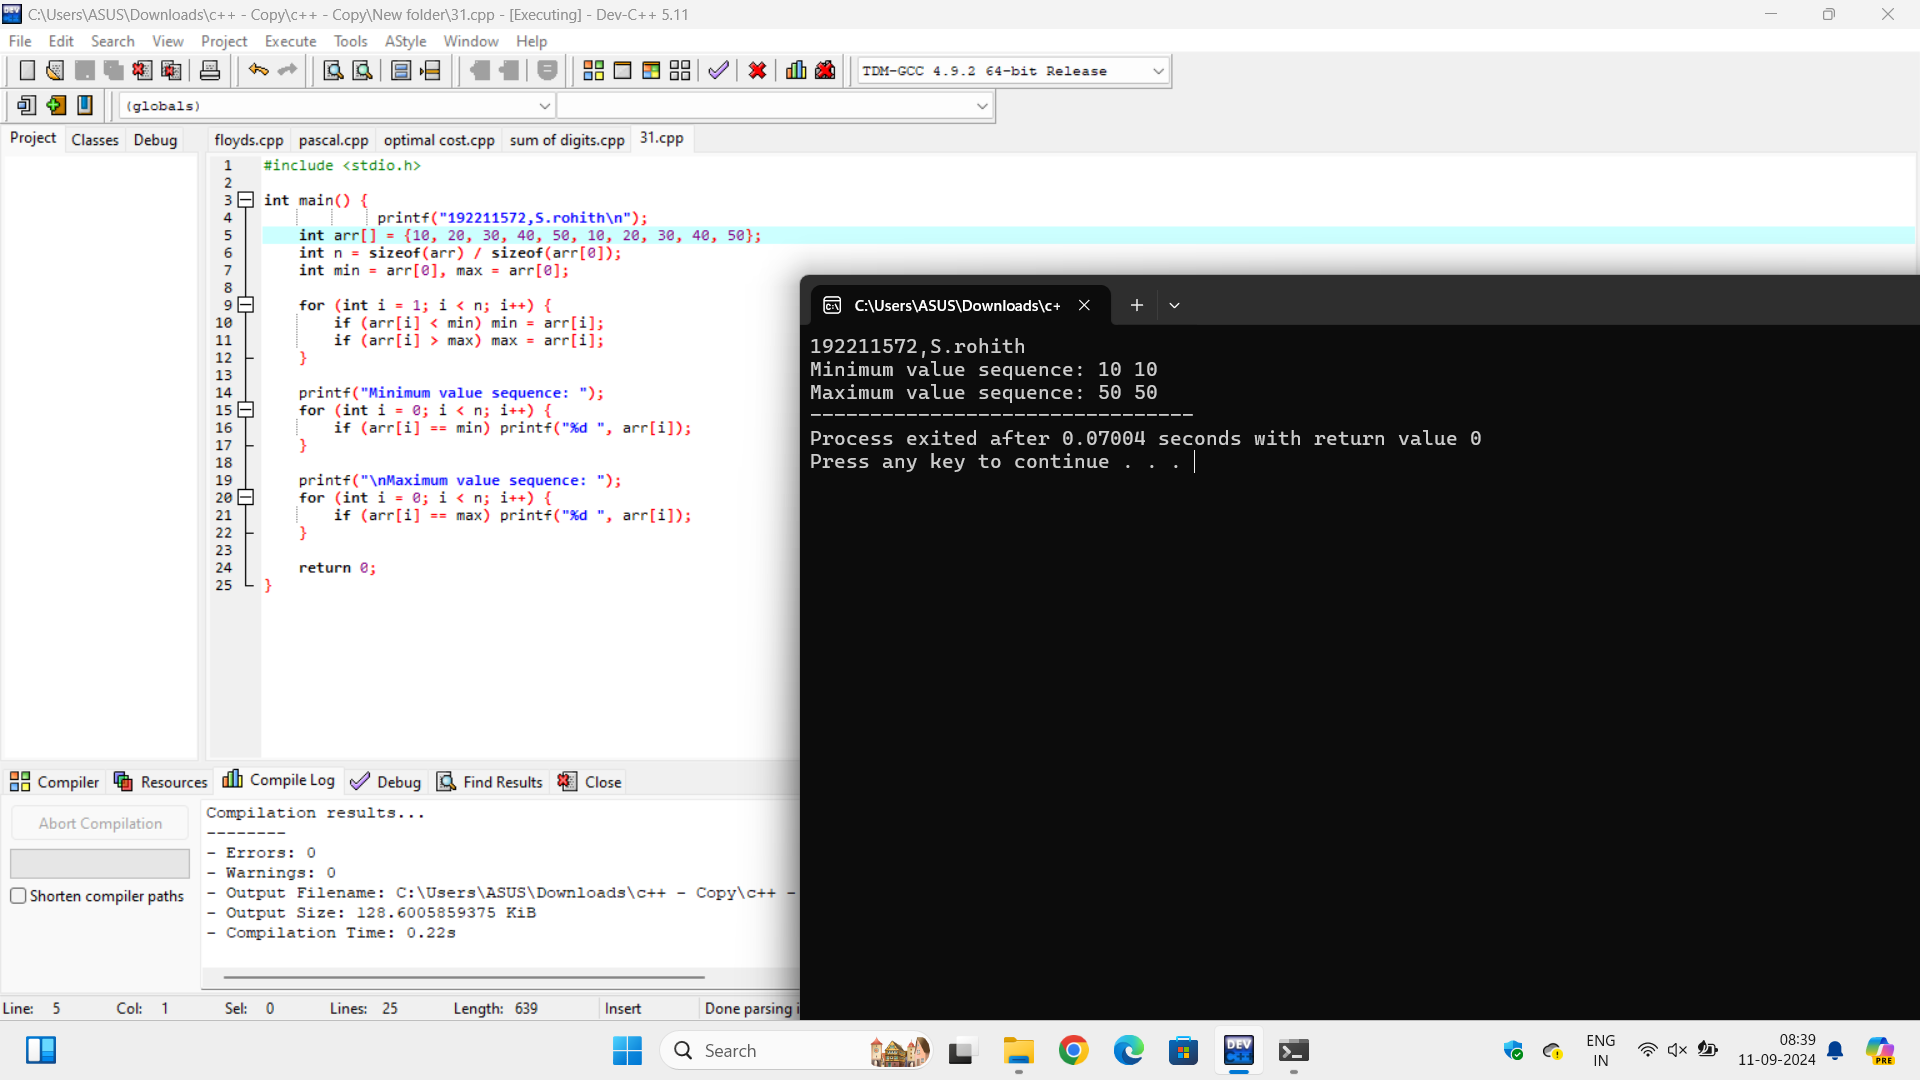 C:\Users\ASUS\Downloads\c++ - Copy\c++ - Copy\New folder\31.cpp - [Executing] - Dev-C++ 5.11
File Edit Search View Project Execute Tools AStyle Window Help
TDM-GCC 4.9.2 64-bit Release
(globals)
Project Classes Debug
floyds.cpp pascal.cpp optimal cost.cpp sum of digits.cpp 31.cpp
1 #include <stdio.h>
2
3 int main() {
4 printf("192211572,S.rohith\n");
5 int arr[] = {10, 20, 30, 40, 50, 10, 20, 30, 40, 50};
6 int n = sizeof(arr) / sizeof(arr[0]);
7 int min = arr[0], max = arr[0];
8
9 for (int i = 1; i < n; i++) {
10 if (arr[i] < min) min = arr[i];
11 if (arr[i] > max) max = arr[i];
12 }
13
14 printf("Minimum value sequence: ");
15 for (int i = 0; i < n; i++) {
16 if (arr[i] == min) printf("%d ", arr[i]);
17 }
18
19 printf("\nMaximum value sequence: ");
20 for (int i = 0; i < n; i++) {
21 if (arr[i] == max) printf("%d ", arr[i]);
22 }
23
24 return 0;
25 }
C:\Users\ASUS\Downloads\c+
192211572,S.rohith
Minimum value sequence: 10 10
Maximum value sequence: 50 50
--------------------------------
Process exited after 0.07004 seconds with return value 0
Press any key to continue . . .
Compiler Resources Compile Log Debug Find Results Close
Abort Compilation
Shorten compiler paths
Compilation results...
--------
- Errors: 0
- Warnings: 0
- Output Filename: C:\Users\ASUS\Downloads\c++ - Copy\c++ -
- Output Size: 128.6005859375 KiB
- Compilation Time: 0.22s
Line: 5 Col: 1 Sel: 0 Lines: 25 Length: 639 Insert Done parsing i
Search
DEV
ENG
IN
08:39
11-09-2024
PRE